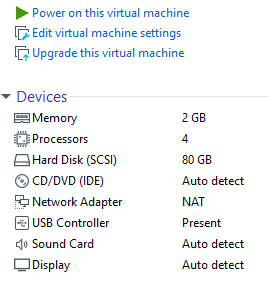 Power on this virtual machine
Edit virtual machine settings
Upgrade this virtual machine
Devices
Memory 2 GB
Processors 4
Hard Disk (SCSI) 80 GB
CD/DVD (IDE) Auto detect
Network Adapter NAT
USB Controller Present
Sound Card Auto detect
Display Auto detect